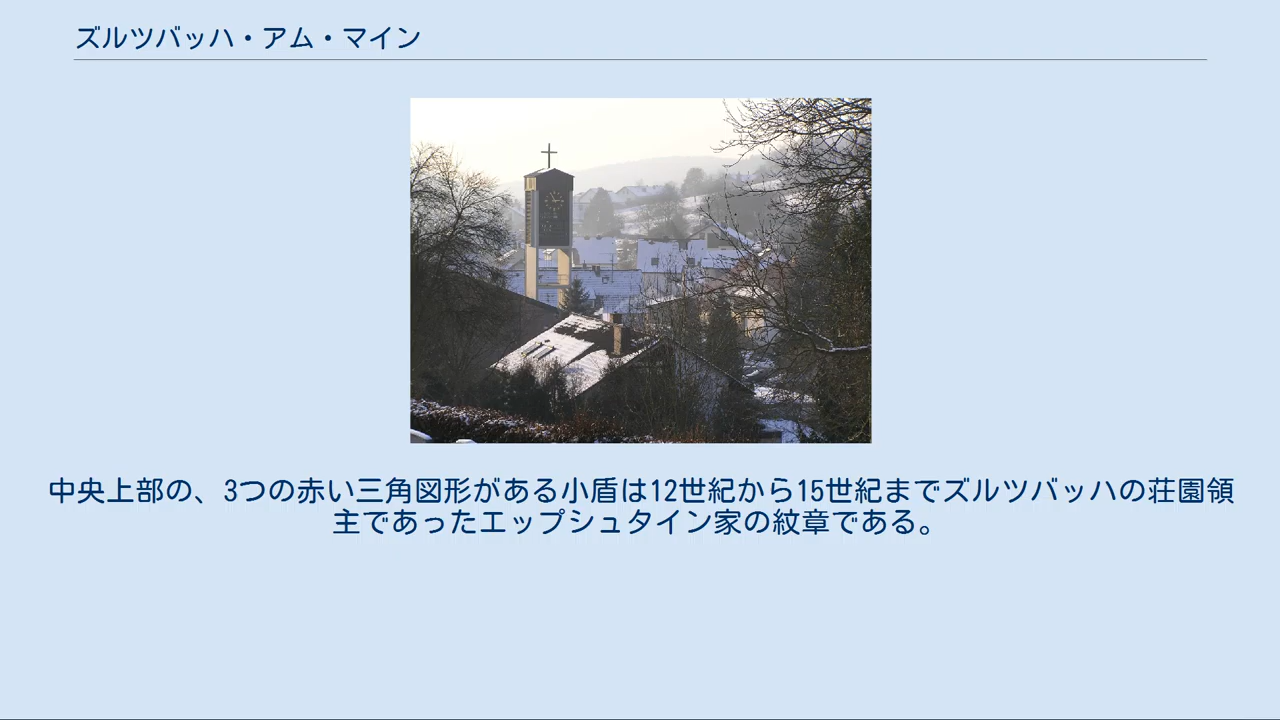 ズルツバッハ・アム・マイン
中央上部の、3つの赤い三角図形がある小盾は12世紀から15世紀までズルツバッハの荘園領
主であったエップシュタイン家の紋章である。